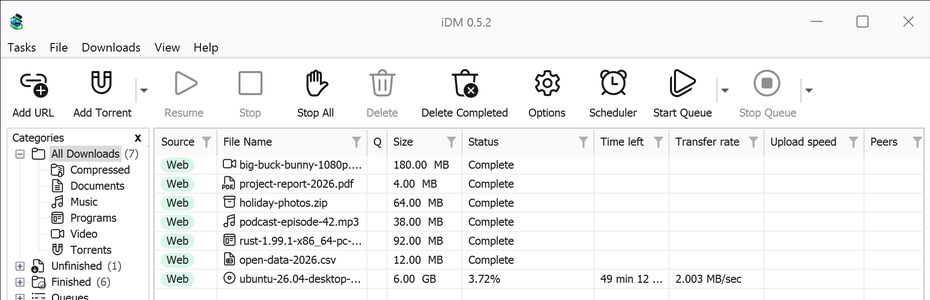 iDM 0.5.2
Tasks File Downloads View Help
Add URL Add Torrent Resume Stop Stop All Delete Delete Completed Options Scheduler Start Queue Stop Queue
Categories x
Source File Name Q Size Status Time left Transfer rate Upload speed Peers
All Downloads (7)
Compressed
Documents
Music
Programs
Video
Torrents
Unfinished (1)
Finished (6)
Queues
Web big-buck-bunny-1080p.... 180.00 MB Complete
Web project-report-2026.pdf 4.00 MB Complete
Web holiday-photos.zip 64.00 MB Complete
Web podcast-episode-42.mp3 38.00 MB Complete
Web rust-1.99.1-x86_64-pc-... 92.00 MB Complete
Web open-data-2026.csv 12.00 MB Complete
Web ubuntu-26.04-desktop-... 6.00 GB 3.72% 49 min 12 ... 2.003 MB/sec